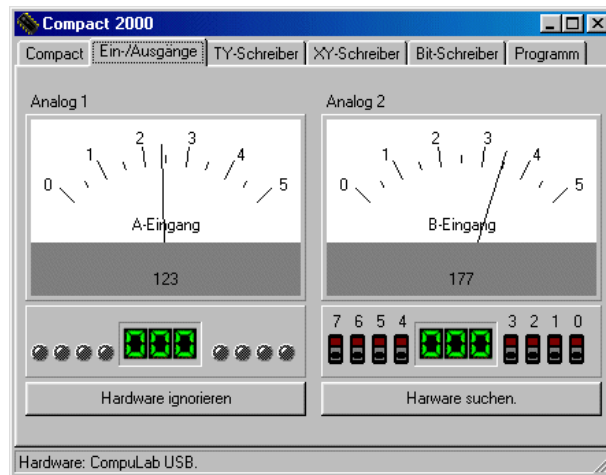 Compact 2000
Compact Ein-/Ausgänge TY-Schreiber XY-Schreiber Bit-Schreiber Programm
Analog 1
0 1 2 3 4 5
A-Eingang
123
Analog 2
0 1 2 3 4 5
B-Eingang
177
000
7 6 5 4 000 3 2 1 0
Hardware ignorieren
Harware suchen.
Hardware: CompuLab USB.